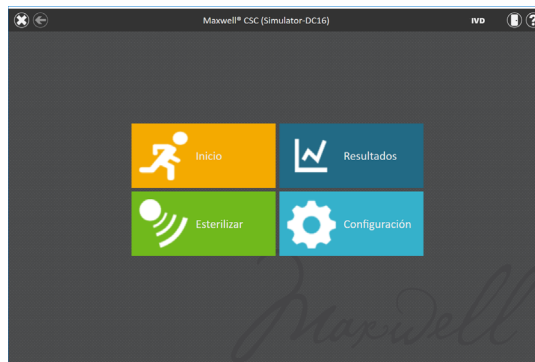 Maxwell® CSC (Simulator-DC16)
IVD
?
Inicio
Resultados
Esterilizar
Configuración
Maxwell